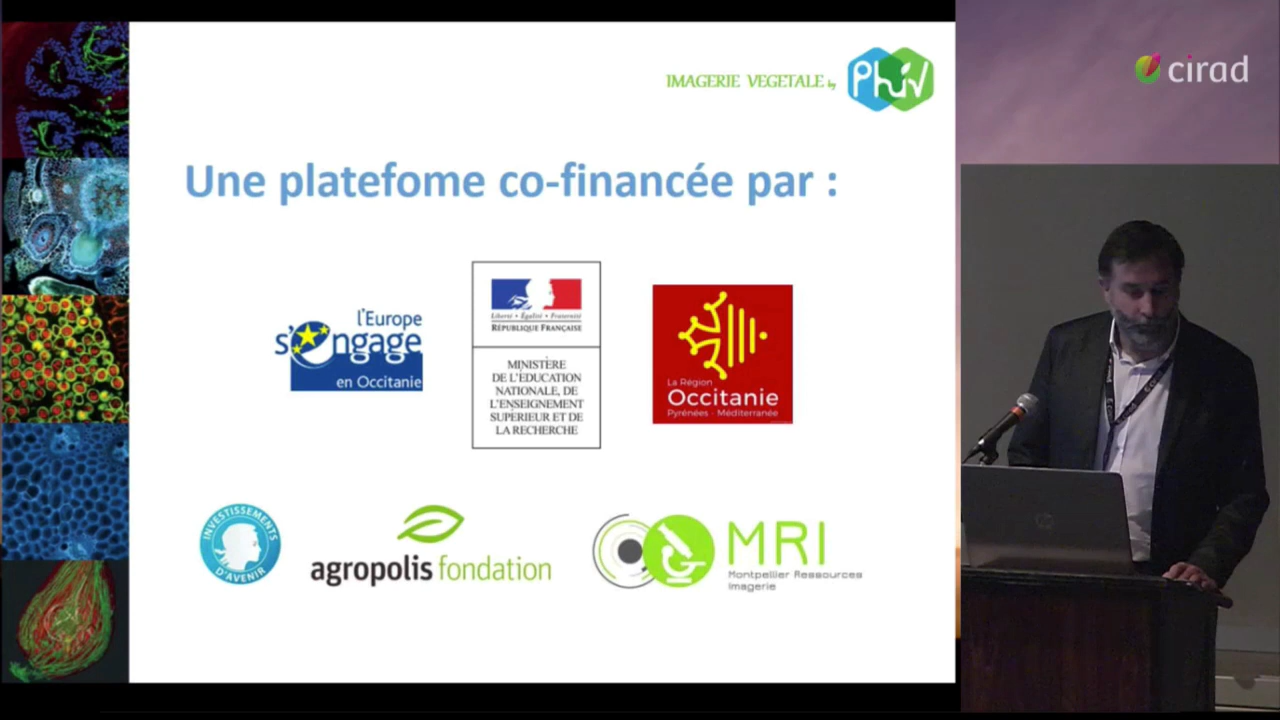 IMAGERIE VEGETALE by PHIV
cirad
Une platefome co-financée par :
l'Europe
s'engage
en Occitanie
Liberté • Égalité • Fraternité
RÉPUBLIQUE FRANÇAISE
MINISTÈRE
DE L'ÉDUCATION
NATIONALE, DE
L'ENSEIGNEMENT
SUPÉRIEUR ET DE
LA RECHERCHE
La Région
Occitanie
Pyrénées - Méditerranée
INVESTISSEMENTS
D'AVENIR
agropolis fondation
MRI
Montpellier Ressources
Imagerie